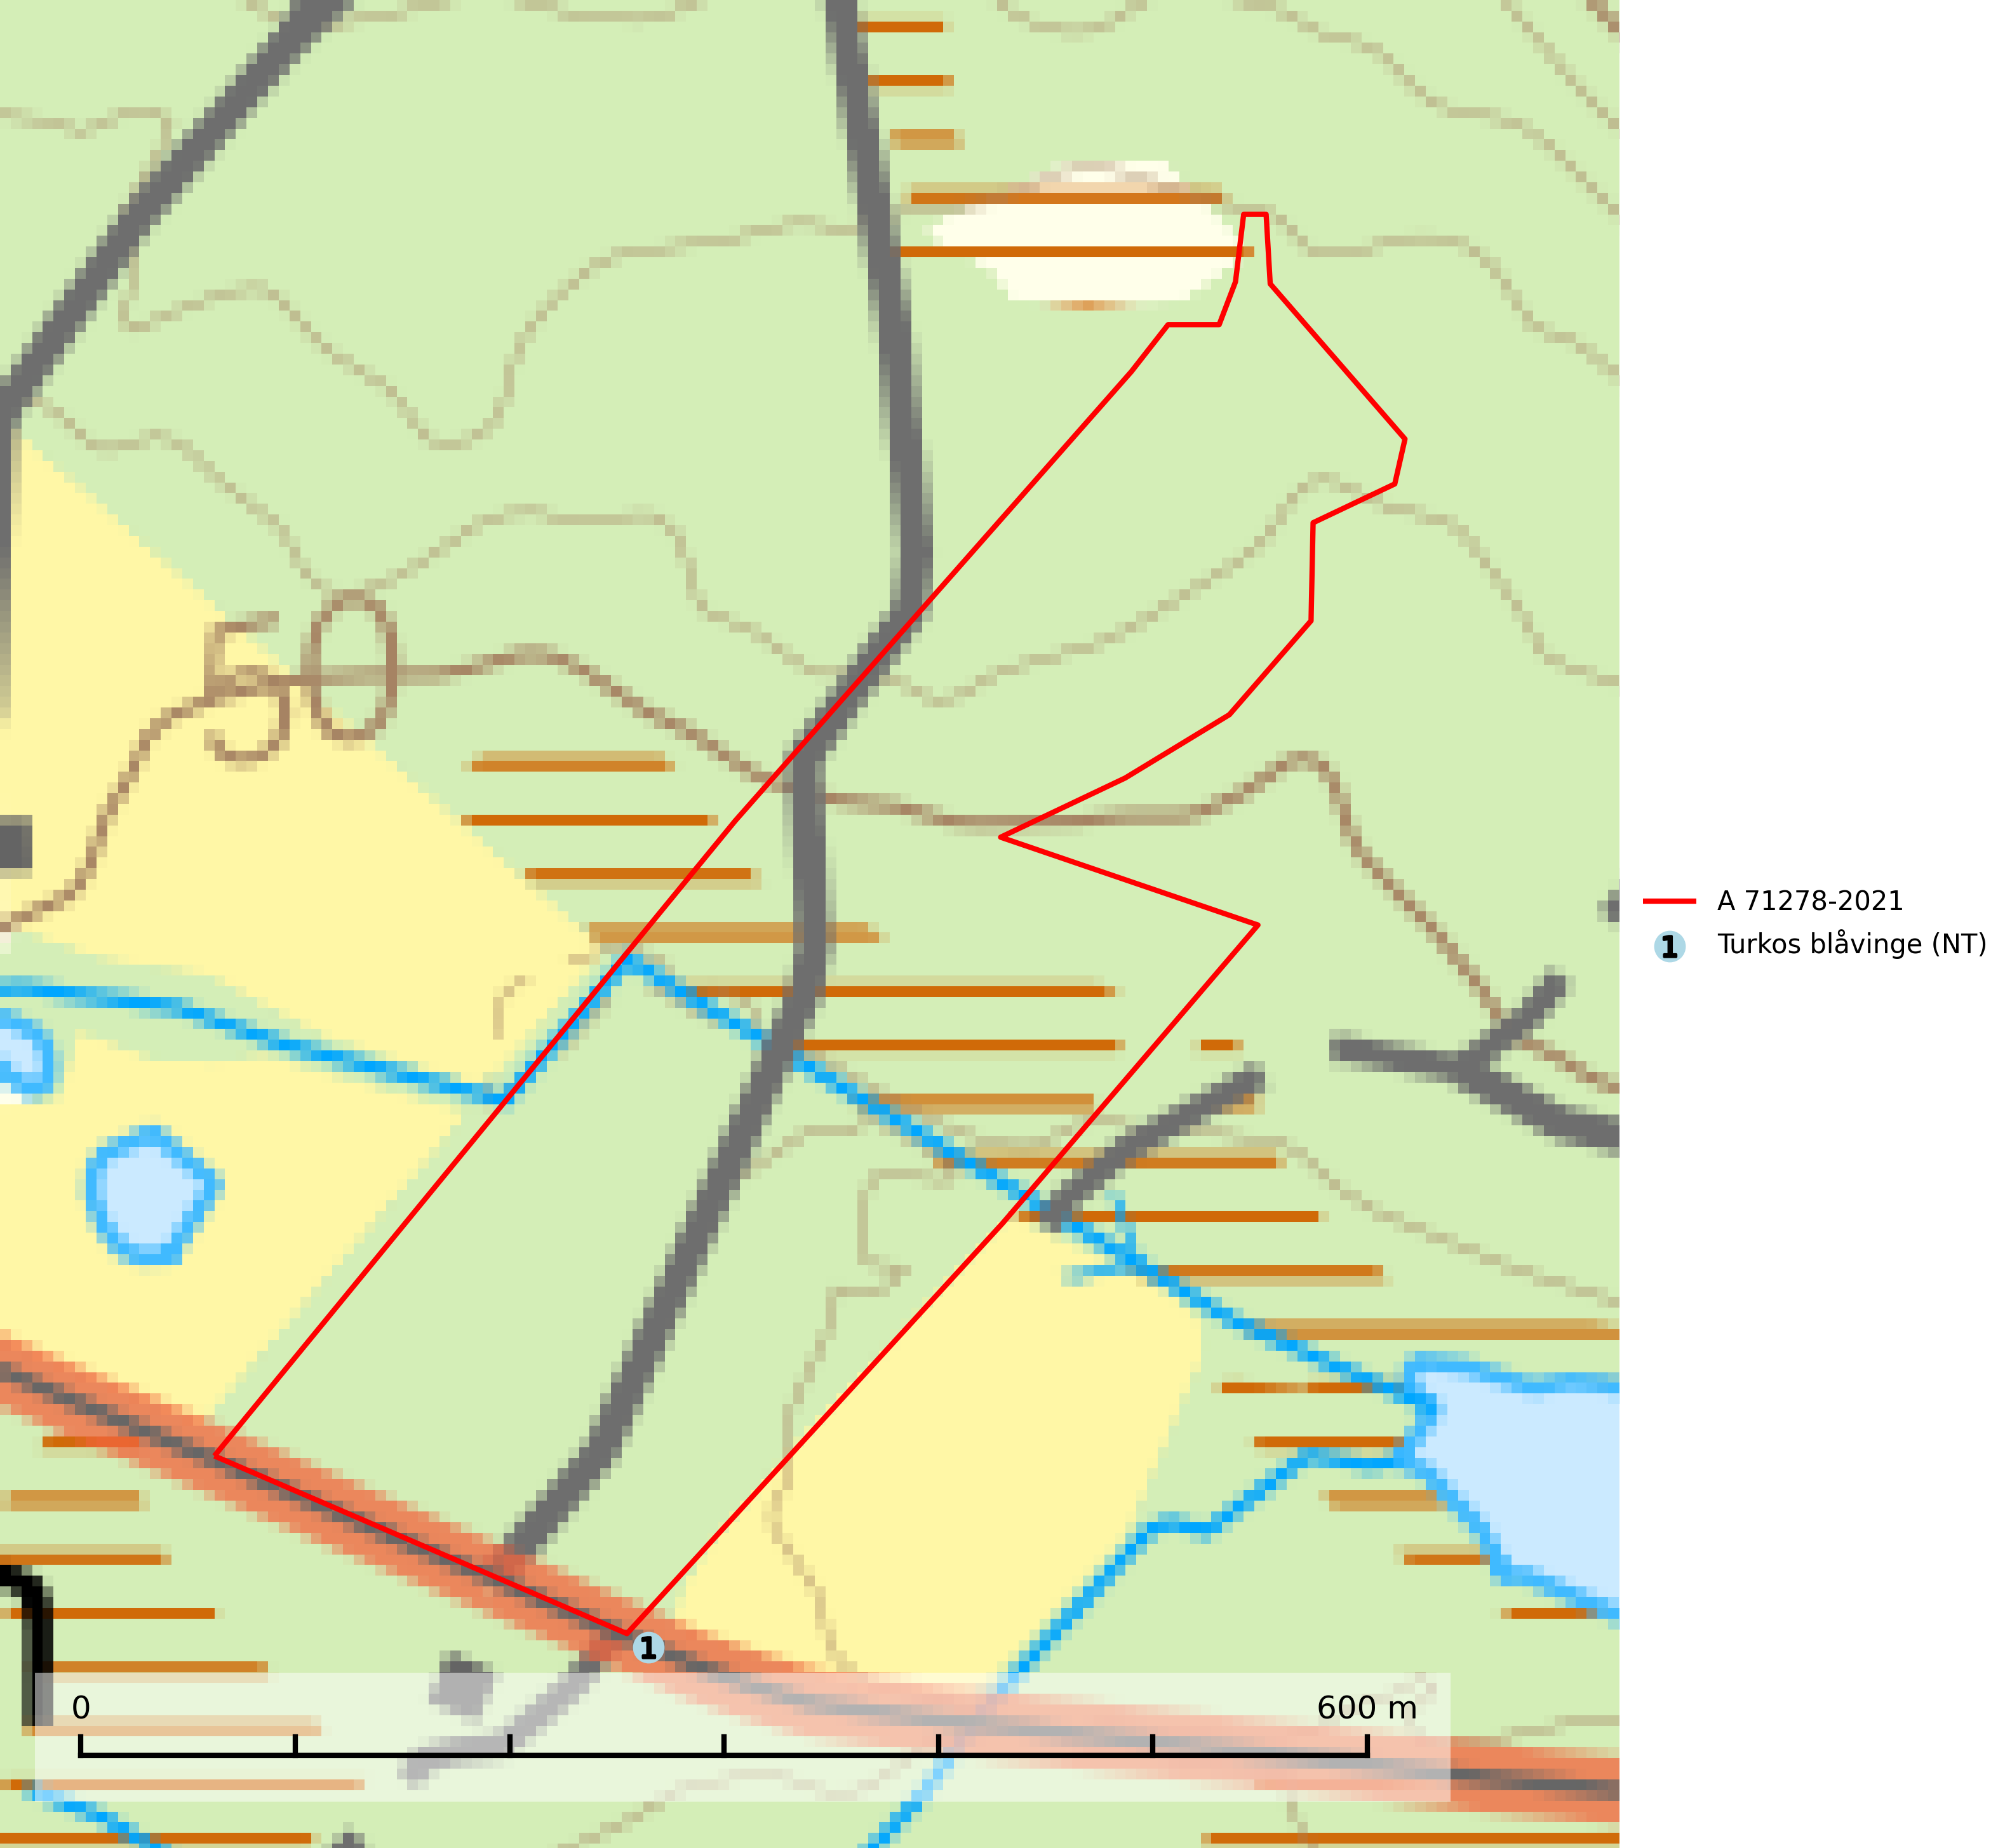 50
A 71278-2021
1 Turkos blåvinge (NT)
1
0 600 m